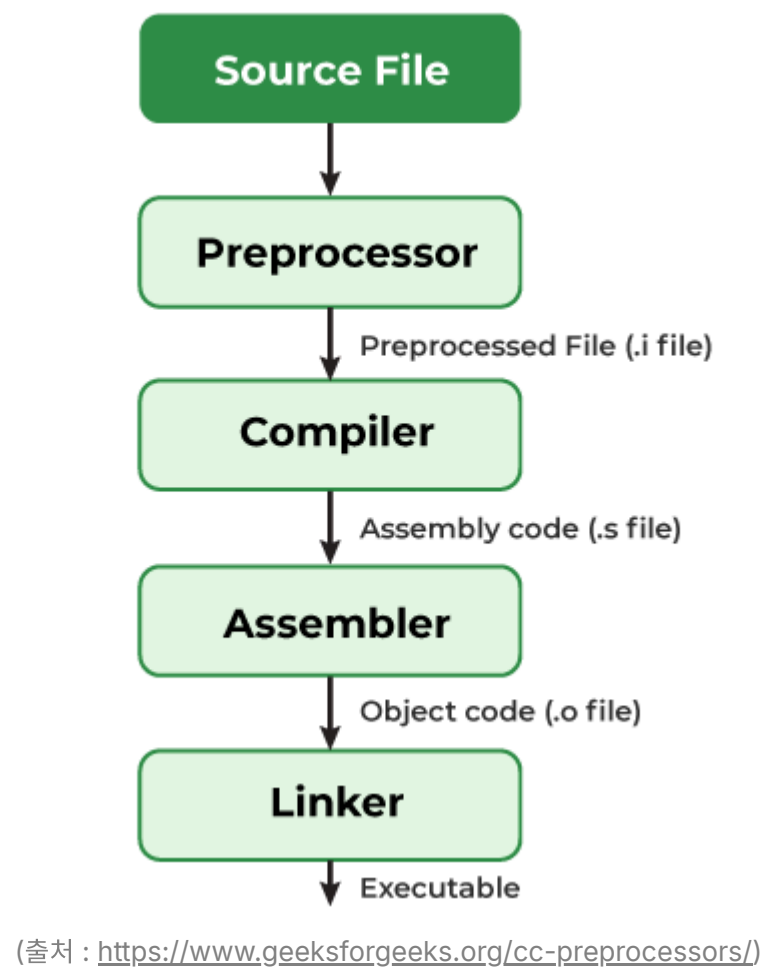 Source File
Preprocessor
Preprocessed File (.i file)
Compiler
Assembly code (.s file)
Assembler
Object code (.o file)
Linker
Executable
(출처 : https://www.geeksforgeeks.org/cc-preprocessors/)